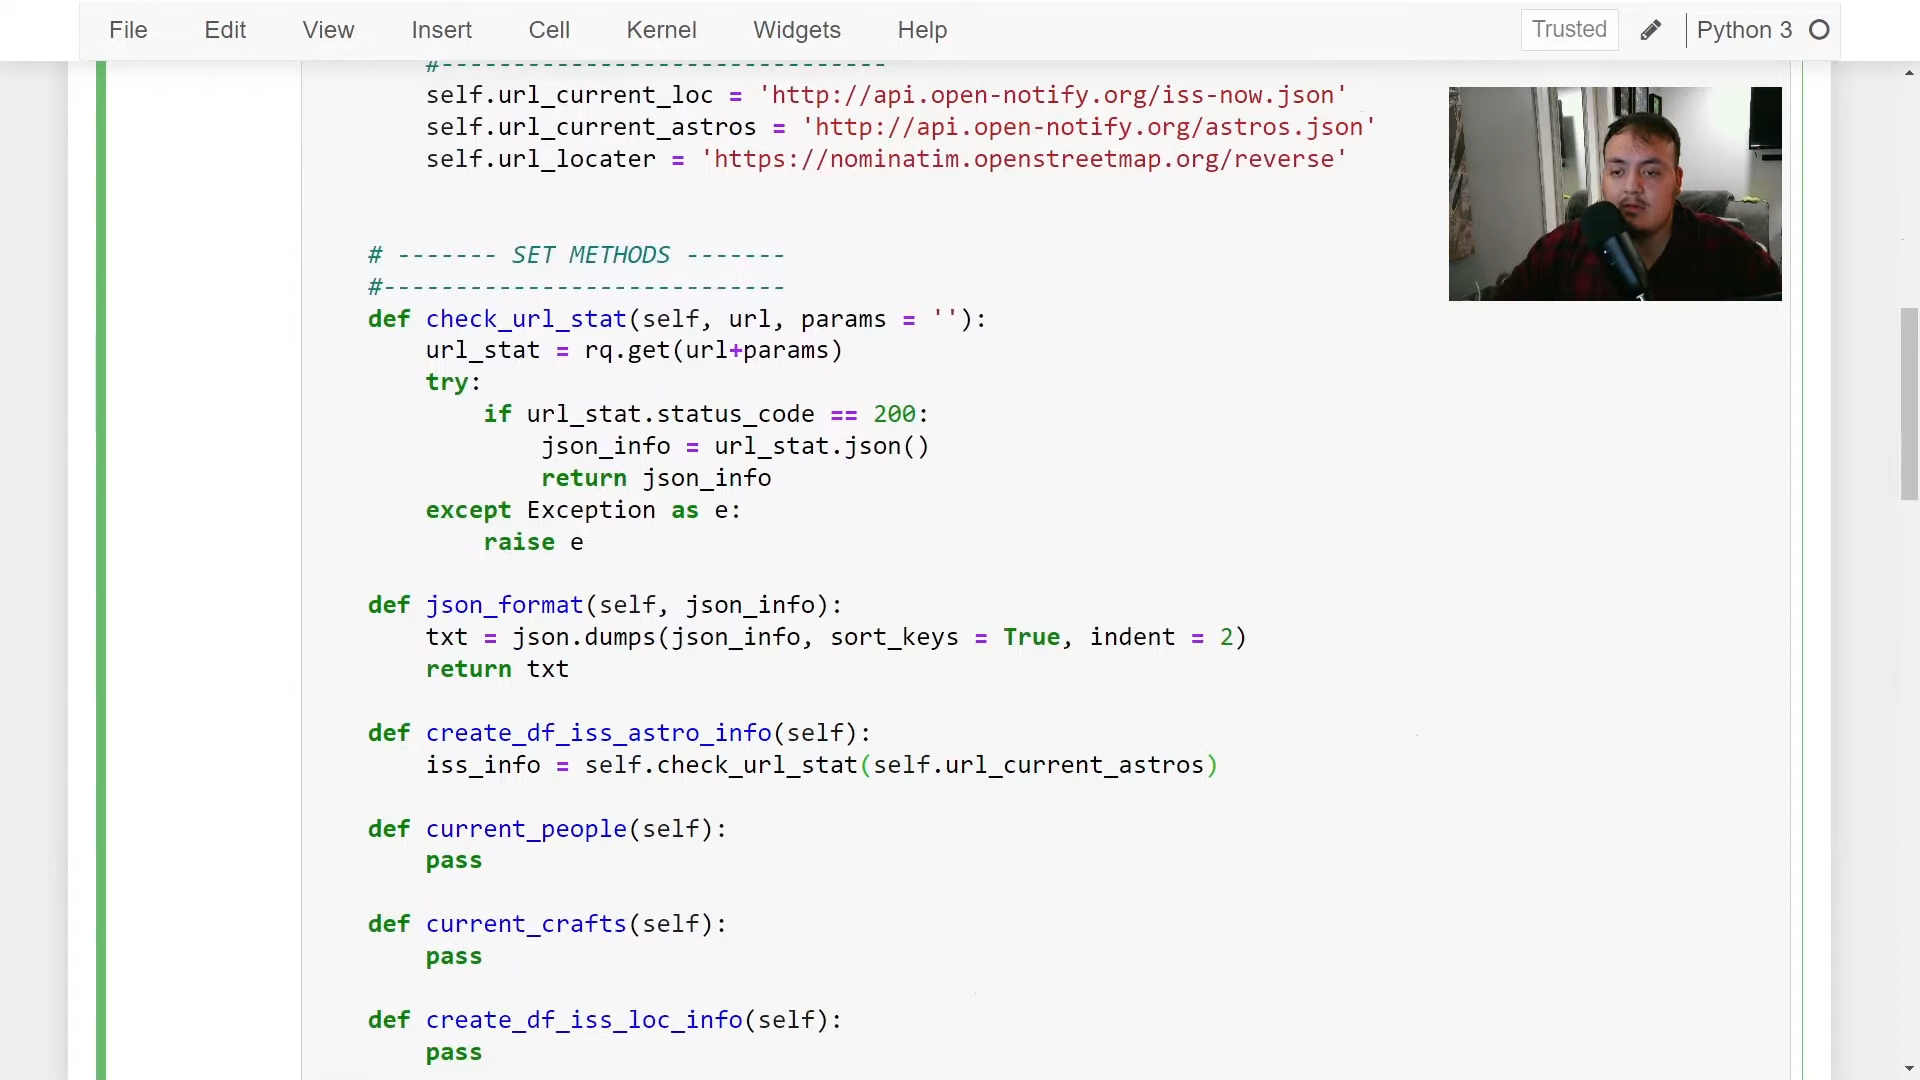 File Edit View Insert Cell Kernel Widgets Help Trusted Python 3
#-------------------------------
self.url_current_loc = 'http://api.open-notify.org/iss-now.json'
self.url_current_astros = 'http://api.open-notify.org/astros.json'
self.url_locater = 'https://nominatim.openstreetmap.org/reverse'
# ------- SET METHODS -------
#----------------------------
def check_url_stat(self, url, params = ''):
url_stat = rq.get(url+params)
try:
if url_stat.status_code == 200:
json_info = url_stat.json()
return json_info
except Exception as e:
raise e
def json_format(self, json_info):
txt = json.dumps(json_info, sort_keys = True, indent = 2)
return txt
def create_df_iss_astro_info(self):
iss_info = self.check_url_stat(self.url_current_astros)
def current_people(self):
pass
def current_crafts(self):
pass
def create_df_iss_loc_info(self):
pass